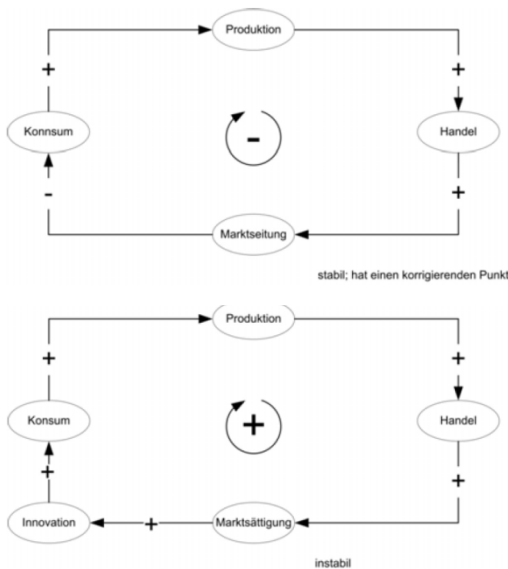 Produktion
+
+
Konnsum
-
Handel
-
+
Marktseitung
stabil; hat einen korrigierenden Punkt
Produktion
+
+
Konsum
+
Handel
+
+
Innovation
+
Marktsättigung
instabil